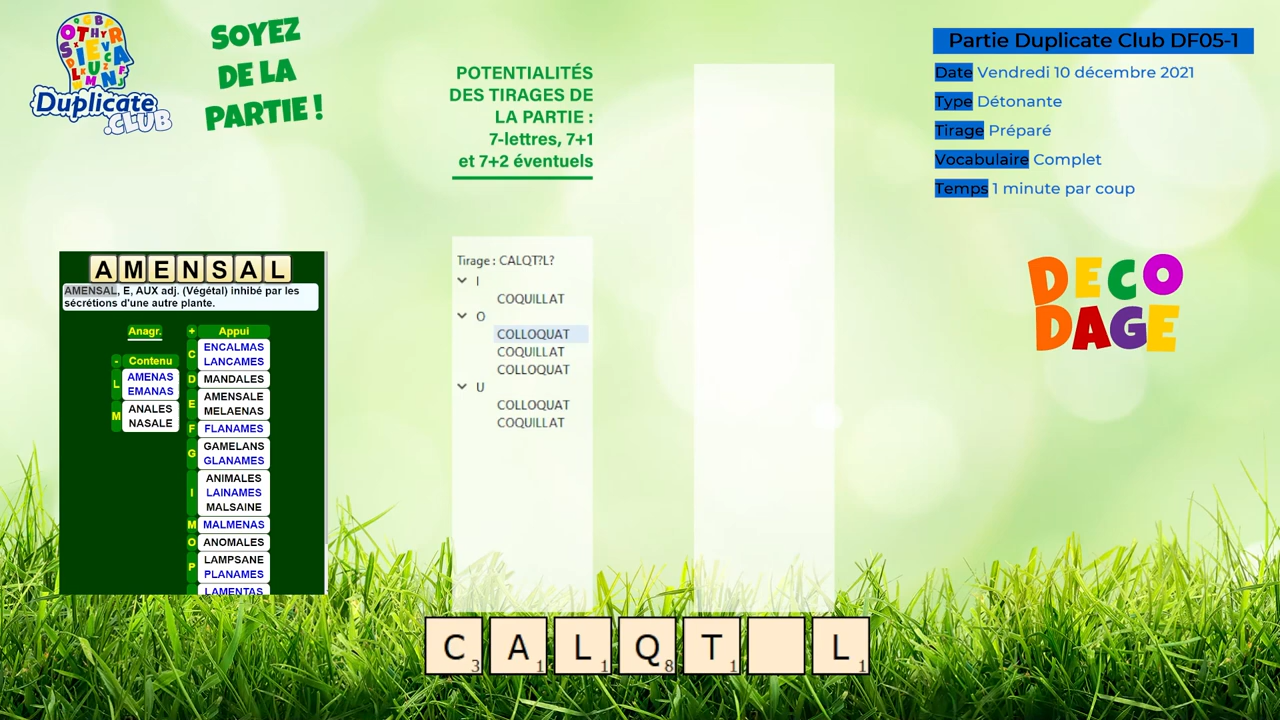 Duplicate
.CLUB
SOYEZ
DE LA
PARTIE !
POTENTIALITÉS
DES TIRAGES DE
LA PARTIE :
7-lettres, 7+1
et 7+2 éventuels
Partie Duplicate Club DF05-1
Date Vendredi 10 décembre 2021
Type Détonante
Tirage Préparé
Vocabulaire Complet
Temps 1 minute par coup
AMENSAL
AMENSAL, E, AUX adj. (Végétal) inhibé par les
sécrétions d'une autre plante.
Anagr.
- Contenu
L AMENAS
EMANAS
M ANALES
NASALE
+ Appui
C ENCALMAS
LANCAMES
D MANDALES
E AMENSALE
MELAENAS
F FLANAMES
G GAMELANS
GLANAMES
I ANIMALES
LAINAMES
MALSAINE
M MALMENAS
O ANOMALES
P LAMPSANE
PLANAMES
LAMENTAS
Tirage : CALQT?L?
I
COQUILLAT
O
COLLOQUAT
COQUILLAT
COLLOQUAT
U
COLLOQUAT
COQUILLAT
DECO
DAGE
C3 A1 L1 Q8 T1 L1